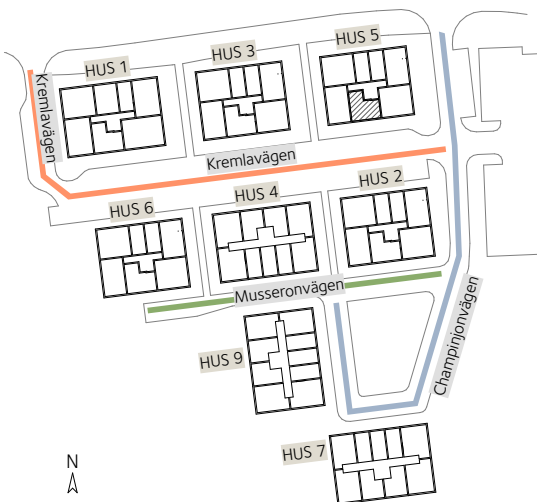 HUS 5
HUS 3
HUS 1
Kremlavägen
Kremlavägen
HUS 2
HUS 4
HUS 6
Musseronvägen
Champinjonvägen
HUS 9
HUS 7
N